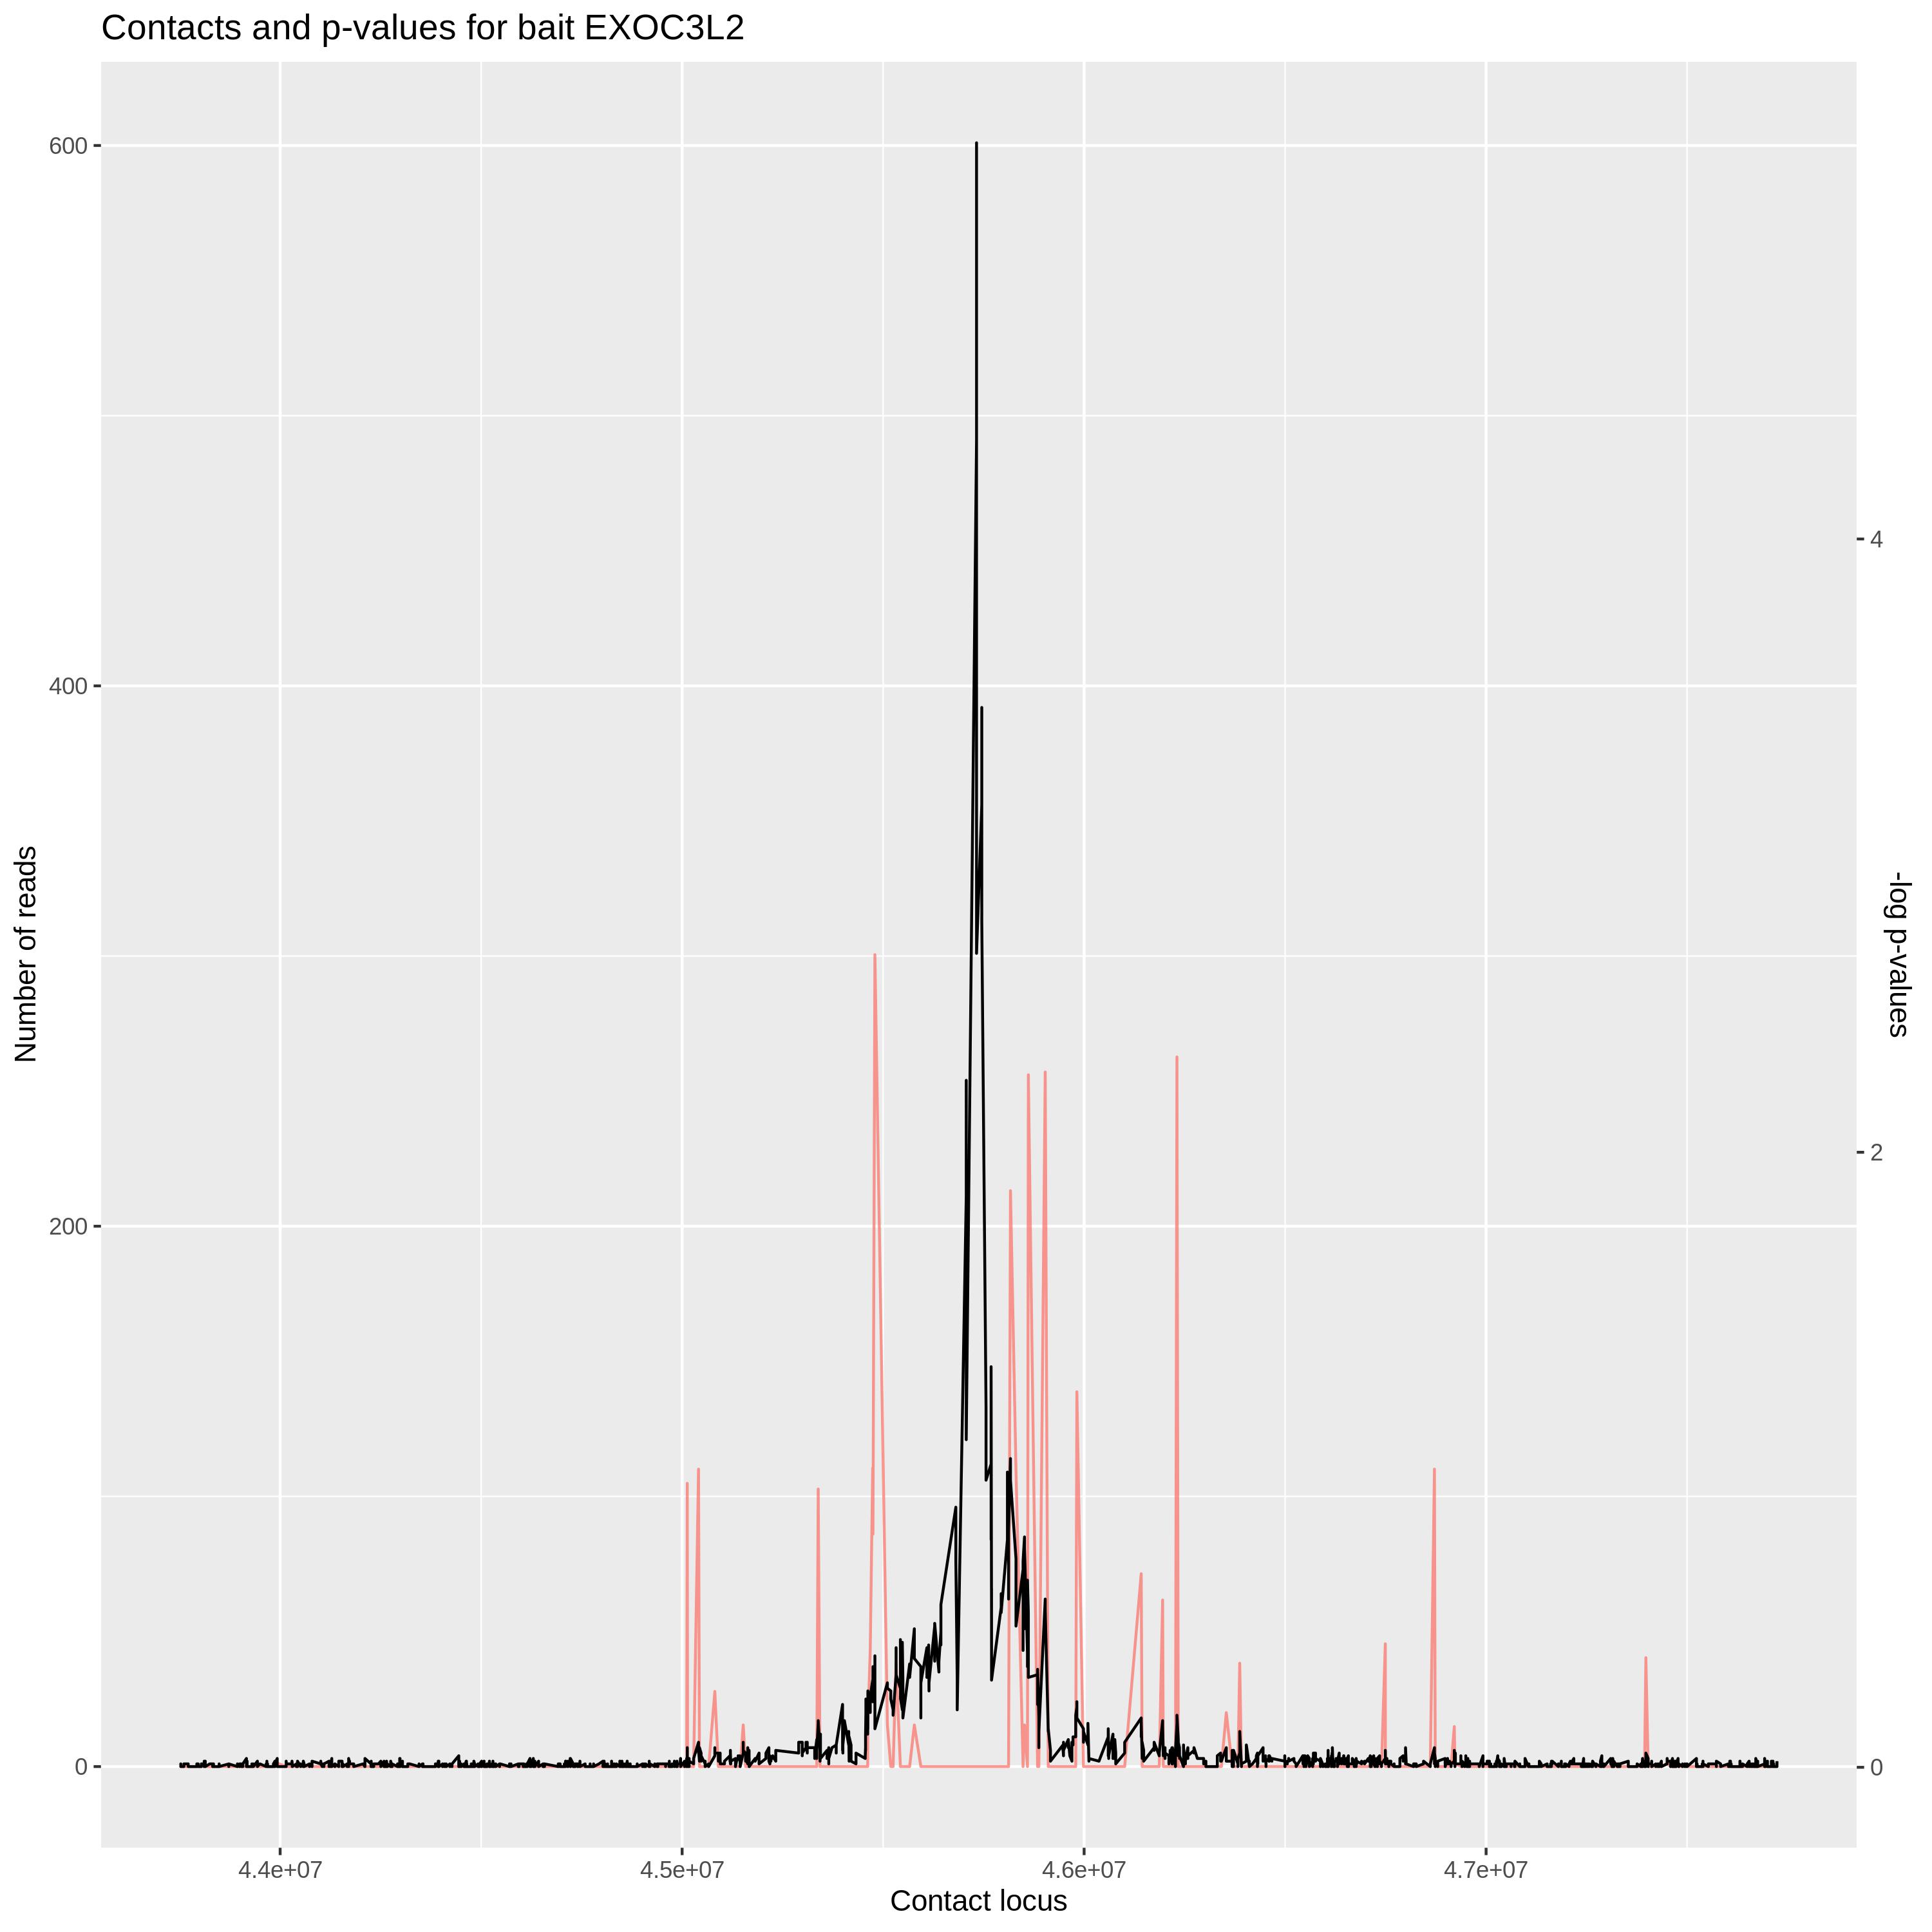 Contacts and p-values for bait EXOC3L2
600
400
200
0
Number of reads
4
2
0
-log p-values
4.4e+07
4.5e+07
4.6e+07
4.7e+07
Contact locus